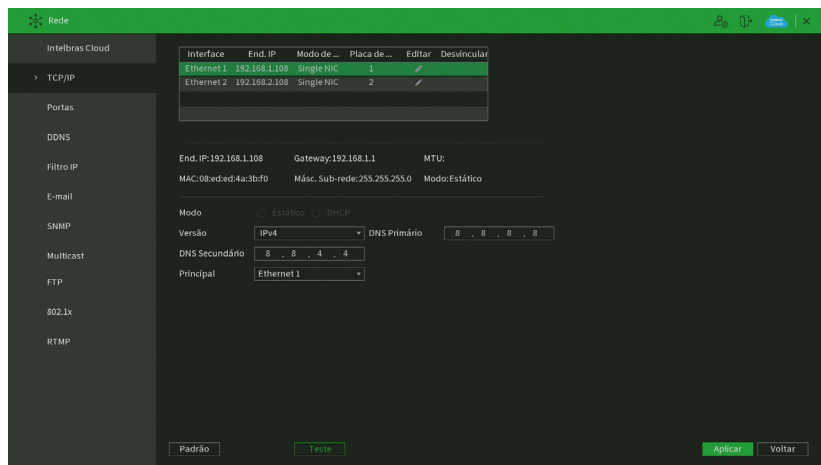 Rede
Intelbras Cloud
TCP/IP
Portas
DDNS
Filtro IP
E-mail
SNMP
Multicast
FTP
802.1x
RTMP
Interface End. IP Modo de ... Placa de ... Editar Desvincular
Ethernet 1 192.168.1.108 Single NIC 1
Ethernet 2 192.168.2.108 Single NIC 2
End. IP:192.168.1.108 Gateway:192.168.1.1 MTU:
MAC:08:ed:ed:4a:3b:f0 Másc. Sub-rede:255.255.255.0 Modo:Estático
Modo Estático DHCP
Versão IPv4 DNS Primário 8 . 8 . 8 . 8
DNS Secundário 8 . 8 . 4 . 4
Principal Ethernet 1
Padrão Teste Aplicar Voltar